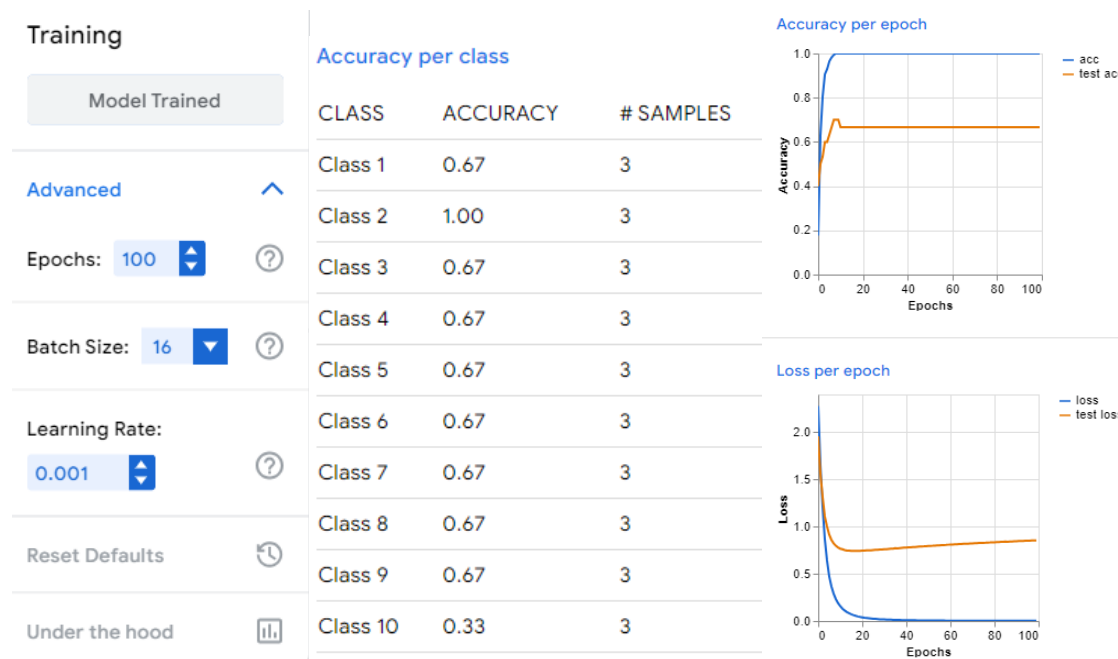 Training
Model Trained
Advanced
Epochs: 100
Batch Size: 16
Learning Rate:
0.001
Reset Defaults
Under the hood
Accuracy per class
CLASS ACCURACY # SAMPLES
Class 1 0.67 3
Class 2 1.00 3
Class 3 0.67 3
Class 4 0.67 3
Class 5 0.67 3
Class 6 0.67 3
Class 7 0.67 3
Class 8 0.67 3
Class 9 0.67 3
Class 10 0.33 3
Accuracy per epoch
1.0
0.8
0.6
0.4
0.2
0.0
Accuracy
0 20 40 60 80 100
Epochs
acc
test acc
Loss per epoch
2.0
1.5
1.0
0.5
0.0
Loss
0 20 40 60 80 100
Epochs
loss
test los